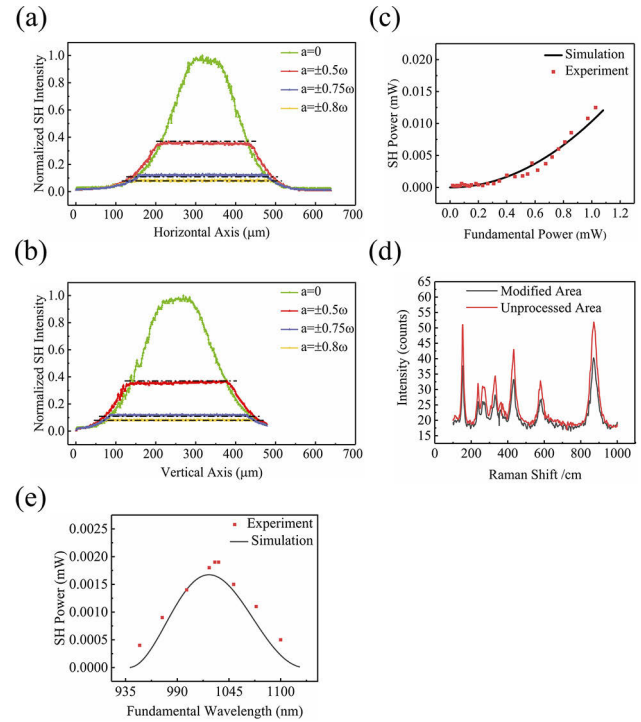 (a)
Normalized SH Intensity
1.0
0.8
0.6
0.4
0.2
0.0
a=0
a=±0.5ω
a=±0.75ω
a=±0.8ω
0 100 200 300 400 500 600 700
Horizontal Axis (μm)
(b)
Normalized SH Intensity
1.0
0.8
0.6
0.4
0.2
0.0
a=0
a=±0.5ω
a=±0.75ω
a=±0.8ω
0 100 200 300 400 500 600 700
Vertical Axis (μm)
(c)
SH Power (mW)
0.020
0.015
0.010
0.005
0.000
Simulation
Experiment
0.0 0.2 0.4 0.6 0.8 1.0 1.2
Fundamental Power (mW)
(d)
Intensity (counts)
65
60
55
50
45
40
35
30
25
20
15
Modified Area
Unprocessed Area
0 200 400 600 800 1000
Raman Shift /cm
(e)
SH Power (mW)
0.0025
0.0020
0.0015
0.0010
0.0005
0.0000
Experiment
Simulation
935 990 1045 1100
Fundamental Wavelength (nm)